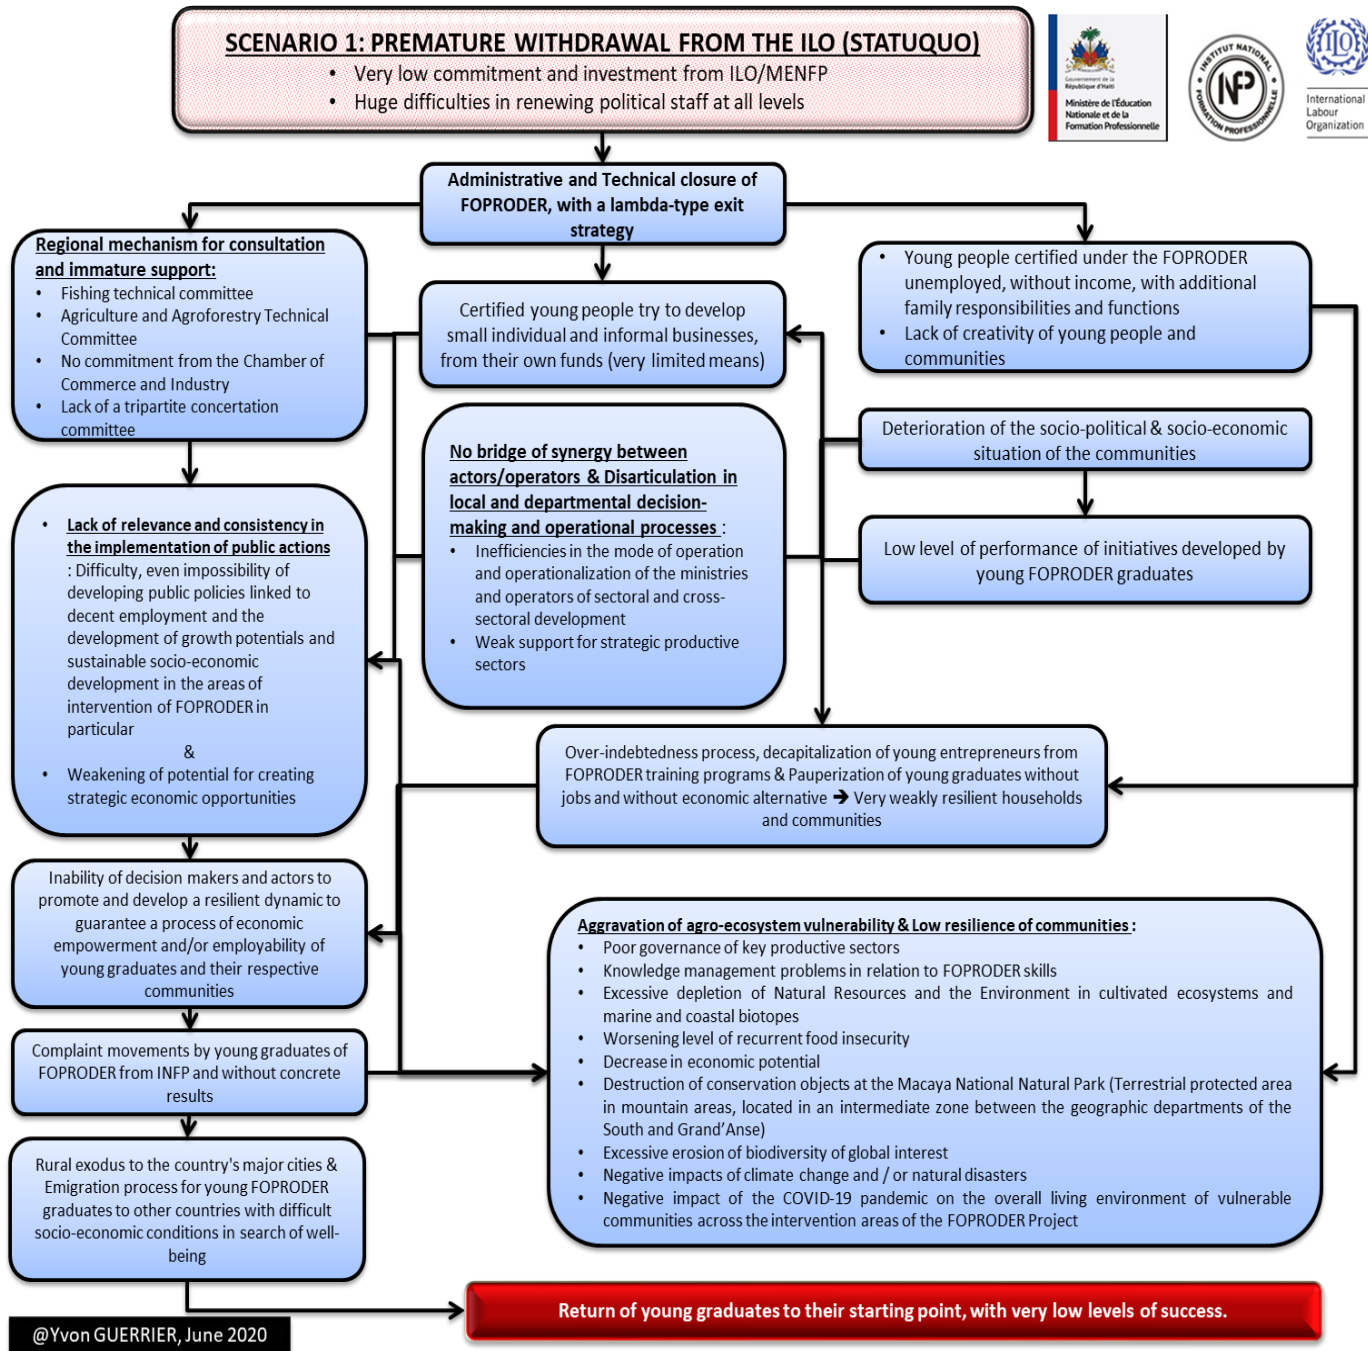 SCENARIO 1: PREMATURE WITHDRAWAL FROM THE ILO (STATUQUO)
• Very low commitment and investment from ILO/MENFP
• Huge difficulties in renewing political staff at all levels
Gouvernement de la
République d'Haïti
Ministère de l'Éducation
Nationale et de la
Formation Professionnelle
INSTITUT NATIONAL
INFP
FORMATION PROFESSIONNELLE
ILO
International
Labour
Organization
Administrative and Technical closure of
FOPRODER, with a lambda-type exit
strategy
Regional mechanism for consultation
and immature support:
• Fishing technical committee
• Agriculture and Agroforestry Technical
Committee
• No commitment from the Chamber of
Commerce and Industry
• Lack of a tripartite concertation
committee
Certified young people try to develop
small individual and informal businesses,
from their own funds (very limited means)
• Young people certified under the FOPRODER
unemployed, without income, with additional
family responsibilities and functions
• Lack of creativity of young people and
communities
Deterioration of the socio-political & socio-economic
situation of the communities
No bridge of synergy between
actors/operators & Disarticulation in
local and departmental decision-
making and operational processes :
• Inefficiencies in the mode of operation
and operationalization of the ministries
and operators of sectoral and cross-
sectoral development
• Weak support for strategic productive
sectors
Low level of performance of initiatives developed by
young FOPRODER graduates
• Lack of relevance and consistency in
the implementation of public actions
: Difficulty, even impossibility of
developing public policies linked to
decent employment and the
development of growth potentials and
sustainable socio-economic
development in the areas of
intervention of FOPRODER in
particular
&
• Weakening of potential for creating
strategic economic opportunities
Over-indebtedness process, decapitalization of young entrepreneurs from
FOPRODER training programs & Pauperization of young graduates without
jobs and without economic alternative ➔ Very weakly resilient households
and communities
Inability of decision makers and actors to
promote and develop a resilient dynamic to
guarantee a process of economic
empowerment and/or employability of
young graduates and their respective
communities
Aggravation of agro-ecosystem vulnerability & Low resilience of communities :
• Poor governance of key productive sectors
• Knowledge management problems in relation to FOPRODER skills
• Excessive depletion of Natural Resources and the Environment in cultivated ecosystems and
marine and coastal biotopes
• Worsening level of recurrent food insecurity
• Decrease in economic potential
• Destruction of conservation objects at the Macaya National Natural Park (Terrestrial protected area
in mountain areas, located in an intermediate zone between the geographic departments of the
South and Grand'Anse)
• Excessive erosion of biodiversity of global interest
• Negative impacts of climate change and / or natural disasters
• Negative impact of the COVID-19 pandemic on the overall living environment of vulnerable
communities across the intervention areas of the FOPRODER Project
Complaint movements by young graduates of
FOPRODER from INFP and without concrete
results
Rural exodus to the country's major cities &
Emigration process for young FOPRODER
graduates to other countries with difficult
socio-economic conditions in search of well-
being
Return of young graduates to their starting point, with very low levels of success.
@Yvon GUERRIER, June 2020